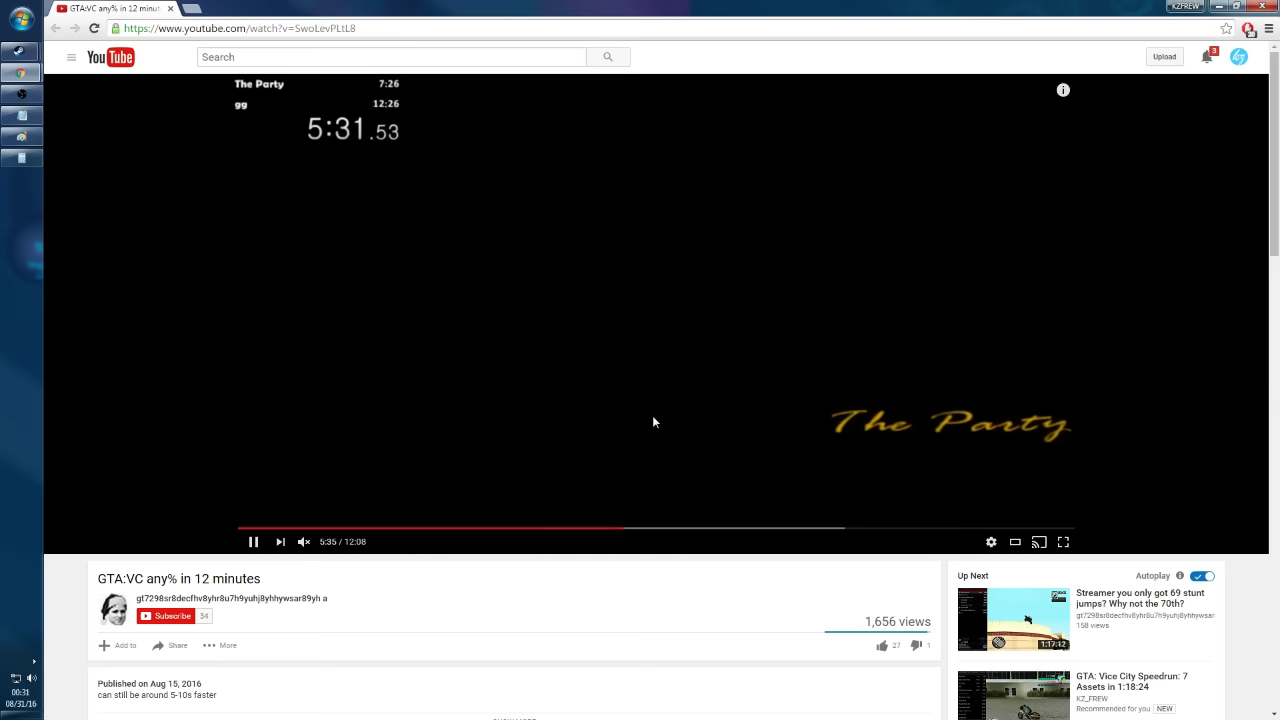 GTA:VC any% in 12 minut
KZFREW
https://www.youtube.com/watch?v=SwoLevPLtL8
20
YouTube
Search
Upload
3
kz
The Party 7:26
gg 12:26
5:31.53
The Party
5:35 / 12:08
GTA:VC any% in 12 minutes
gt7298sr8decfhv8yhr8u7h9yuhj8yhhywsar89yh a
Subscribe 34
1,656 views
Add to Share More
27 1
Published on Aug 15, 2016
can still be around 5-10s faster
Up Next
Autoplay
Streamer you only got 69 stunt
jumps? Why not the 70th?
gt7298sr8decfhv8yhr8u7h9yuhj8yhhywsar
158 views
1:17:12
GTA: Vice City Speedrun: 7
Assets in 1:18:24
KZ_FREW
Recommended for you NEW
00:31
08/31/16